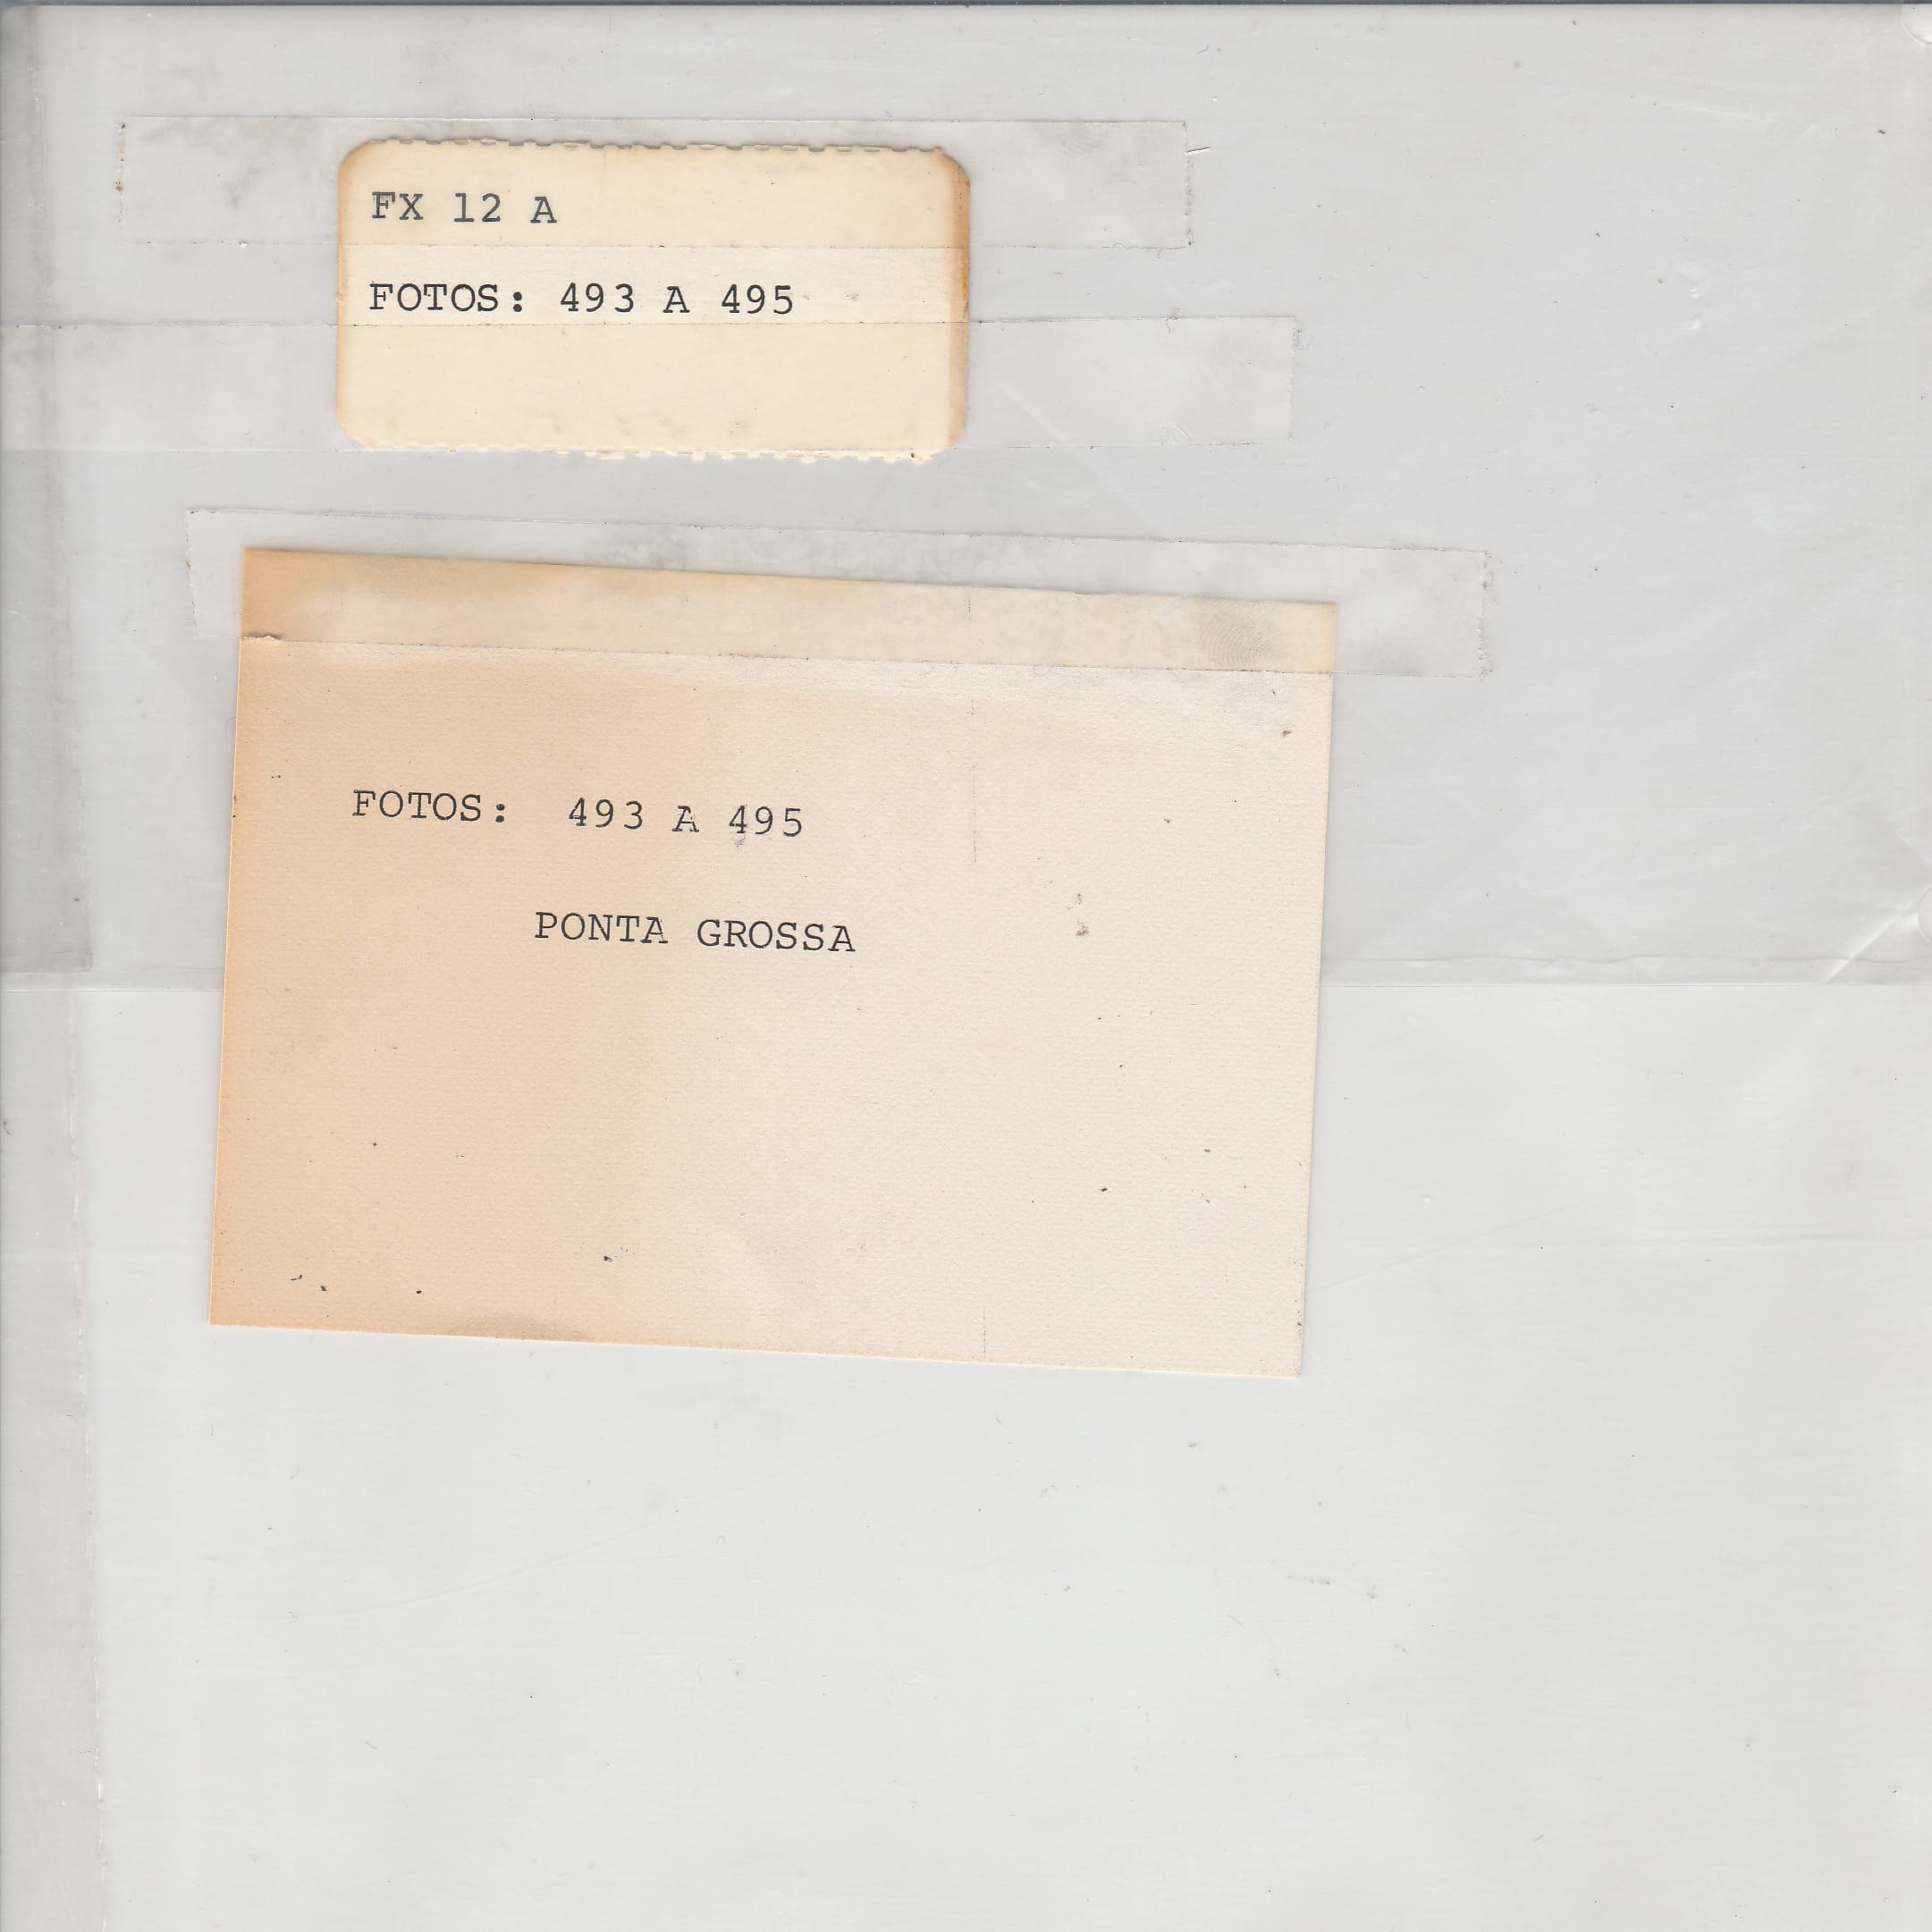 FX 12 A
FOTOS: 493 A 495
FOTOS: 493 A 495
PONTA GROSSA